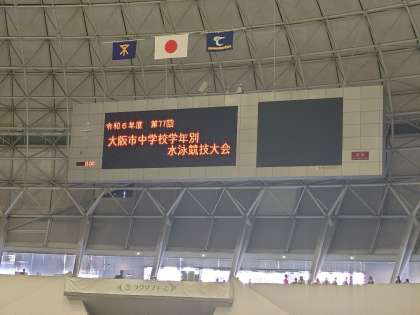 令和6年度　第77回
大阪市中学校学年別
水泳競技大会